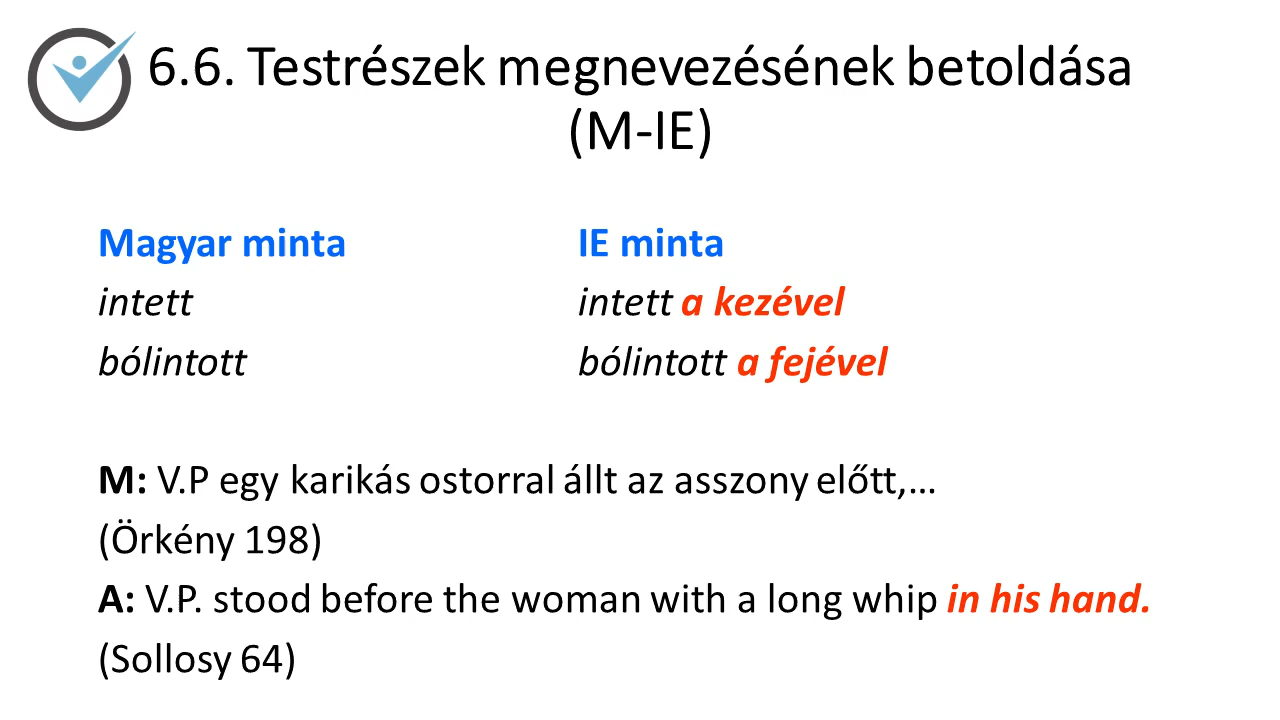 6.6. Testrészek megnevezésének betoldása
(M-IE)
Magyar minta IE minta
intett intett a kezével
bólintott bólintott a fejével
M: V.P egy karikás ostorral állt az asszony előtt,…
(Örkény 198)
A: V.P. stood before the woman with a long whip in his hand.
(Sollosy 64)